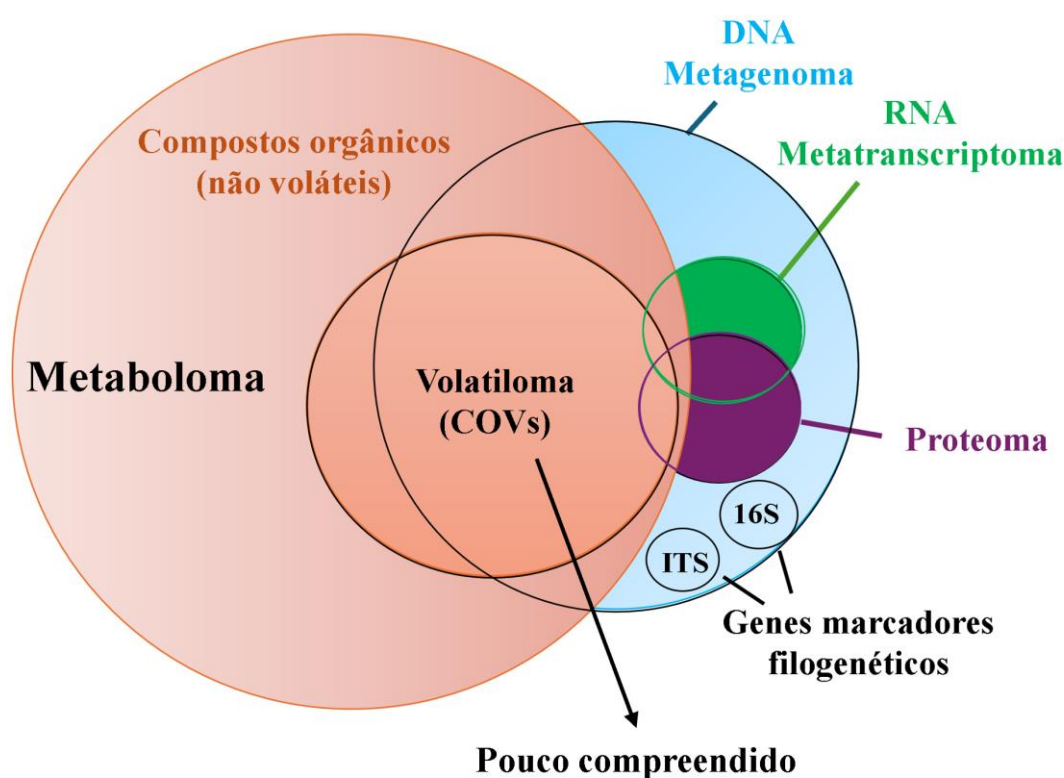 DNA
Metagenoma
RNA
Metatranscriptoma
Compostos orgânicos
(não voláteis)
Metaboloma
Volatiloma
(COVs)
Proteoma
16S
ITS
Genes marcadores
filogenéticos
Pouco compreendido